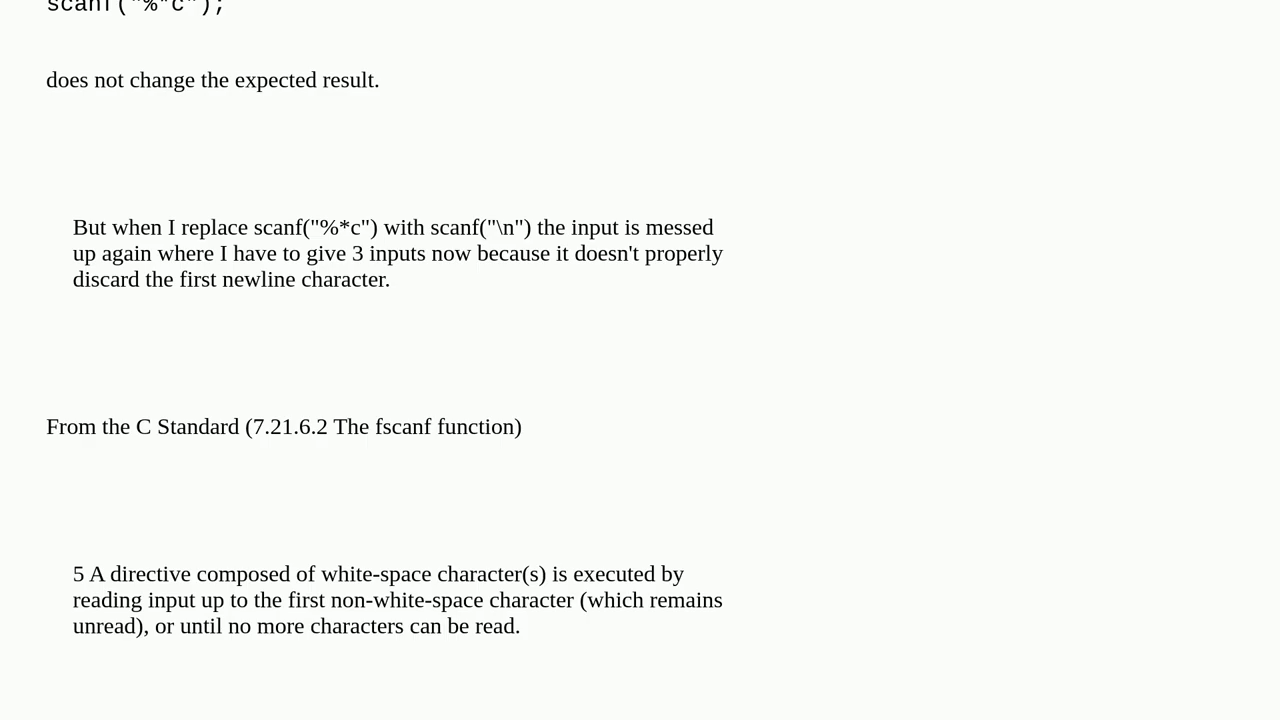 scanf("%*c");
does not change the expected result.
But when I replace scanf("%*c") with scanf("\n") the input is messed
up again where I have to give 3 inputs now because it doesn't properly
discard the first newline character.
From the C Standard (7.21.6.2 The fscanf function)
5 A directive composed of white-space character(s) is executed by
reading input up to the first non-white-space character (which remains
unread), or until no more characters can be read.